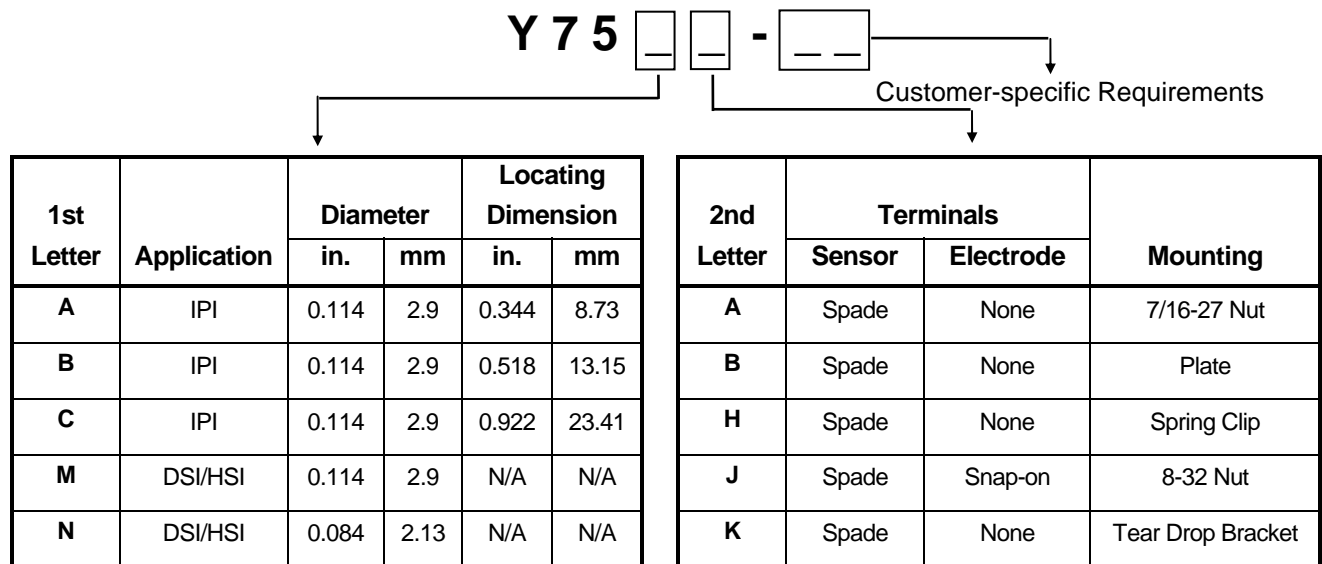 Y 7 5 _ _ - _ _
Customer-specific Requirements
1st Letter Application Diameter Locating Dimension
in. mm in. mm
A IPI 0.114 2.9 0.344 8.73
B IPI 0.114 2.9 0.518 13.15
C IPI 0.114 2.9 0.922 23.41
M DSI/HSI 0.114 2.9 N/A N/A
N DSI/HSI 0.084 2.13 N/A N/A
2nd Letter Terminals Mounting
Sensor Electrode
A Spade None 7/16-27 Nut
B Spade None Plate
H Spade None Spring Clip
J Spade Snap-on 8-32 Nut
K Spade None Tear Drop Bracket